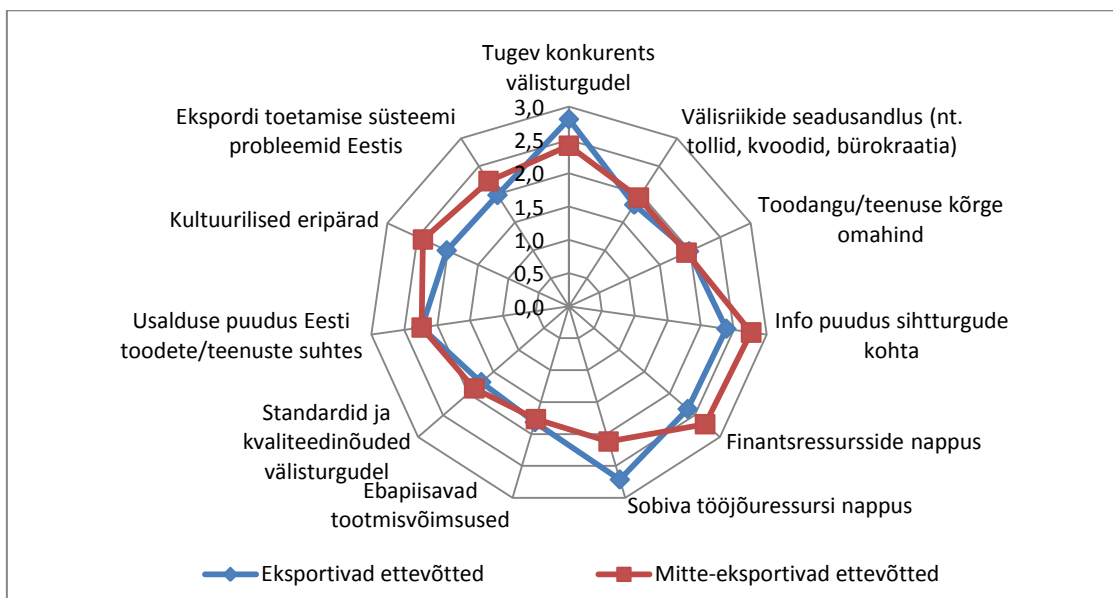 Tugev konkurents
välisturgudel
Välisriikide seadusandlus (nt.
tollid, kvoodid, bürokraatia)
Toodangu/teenuse kõrge
omahind
Info puudus sihtturgude
kohta
Finantsressursside nappus
Sobiva tööjõuressursi nappus
Ebapiisavad
tootmisvõimsused
Standardid ja
kvaliteedinõuded
välisturgudel
Usalduse puudus Eesti
toodete/teenuste suhtes
Kultuurilised eripärad
Ekspordi toetamise süsteemi
probleemid Eestis
3,0
2,5
2,0
1,5
1,0
0,5
0,0
Eksportivad ettevõtted
Mitte-eksportivad ettevõtted